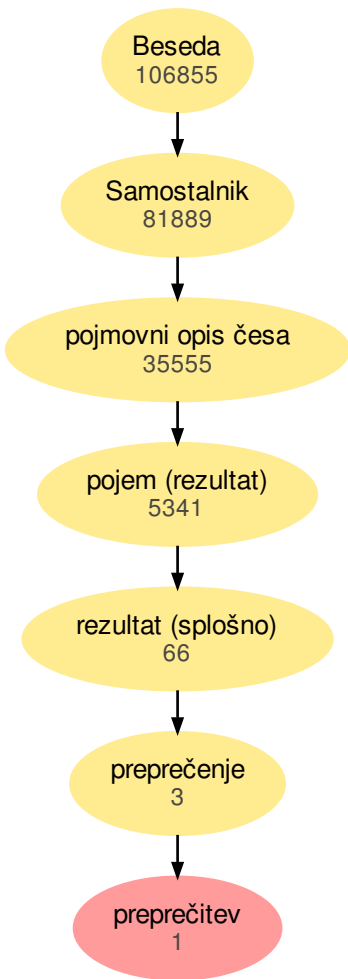 Beseda
106855
Samostalnik
81889
pojmovni opis česa
35555
pojem (rezultat)
5341
rezultat (splošno)
66
preprečenje
3
preprečitev
1